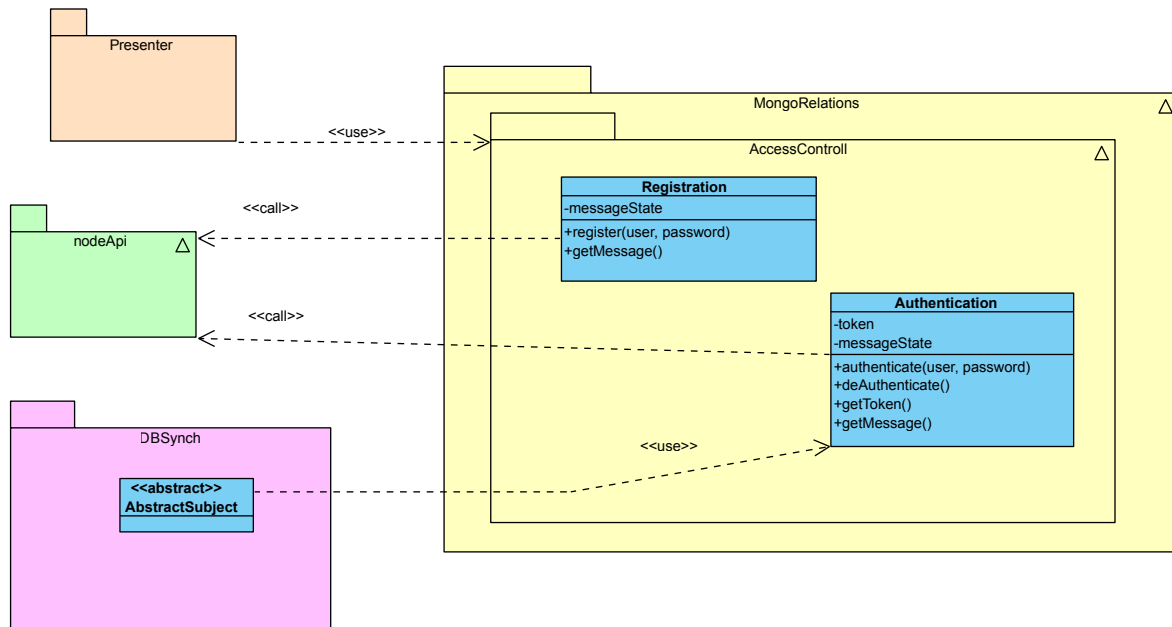 Presenter
MongoRelations
<<use>>
AccessControll
Registration
-messageState
+register(user, password)
+getMessage()
<<call>>
nodeApi
Authentication
-token
-messageState
+authenticate(user, password)
+deAuthenticate()
+getToken()
+getMessage()
<<call>>
DBSynch
<<use>>
<<abstract>>
AbstractSubject